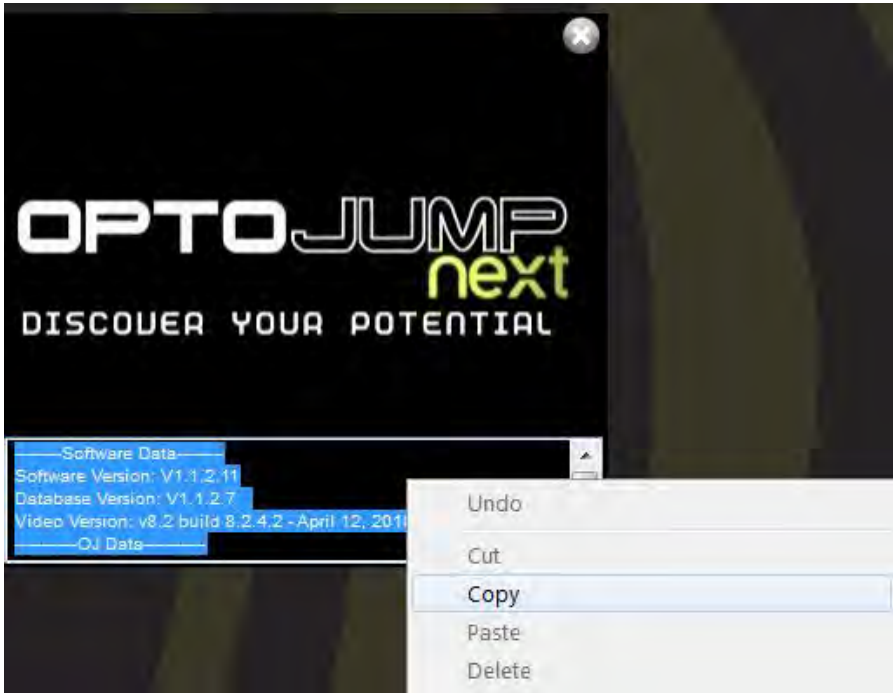 OPTOJUMP
next
DISCOVER YOUR POTENTIAL
-----Software Data-----
Software Version: V1.1.2.11
Database Version: V1.1.2.7
Video Version: v8.2 build 8.2.4.2 - April 12, 201
-------OJ Data-------
Undo
Cut
Copy
Paste
Delete